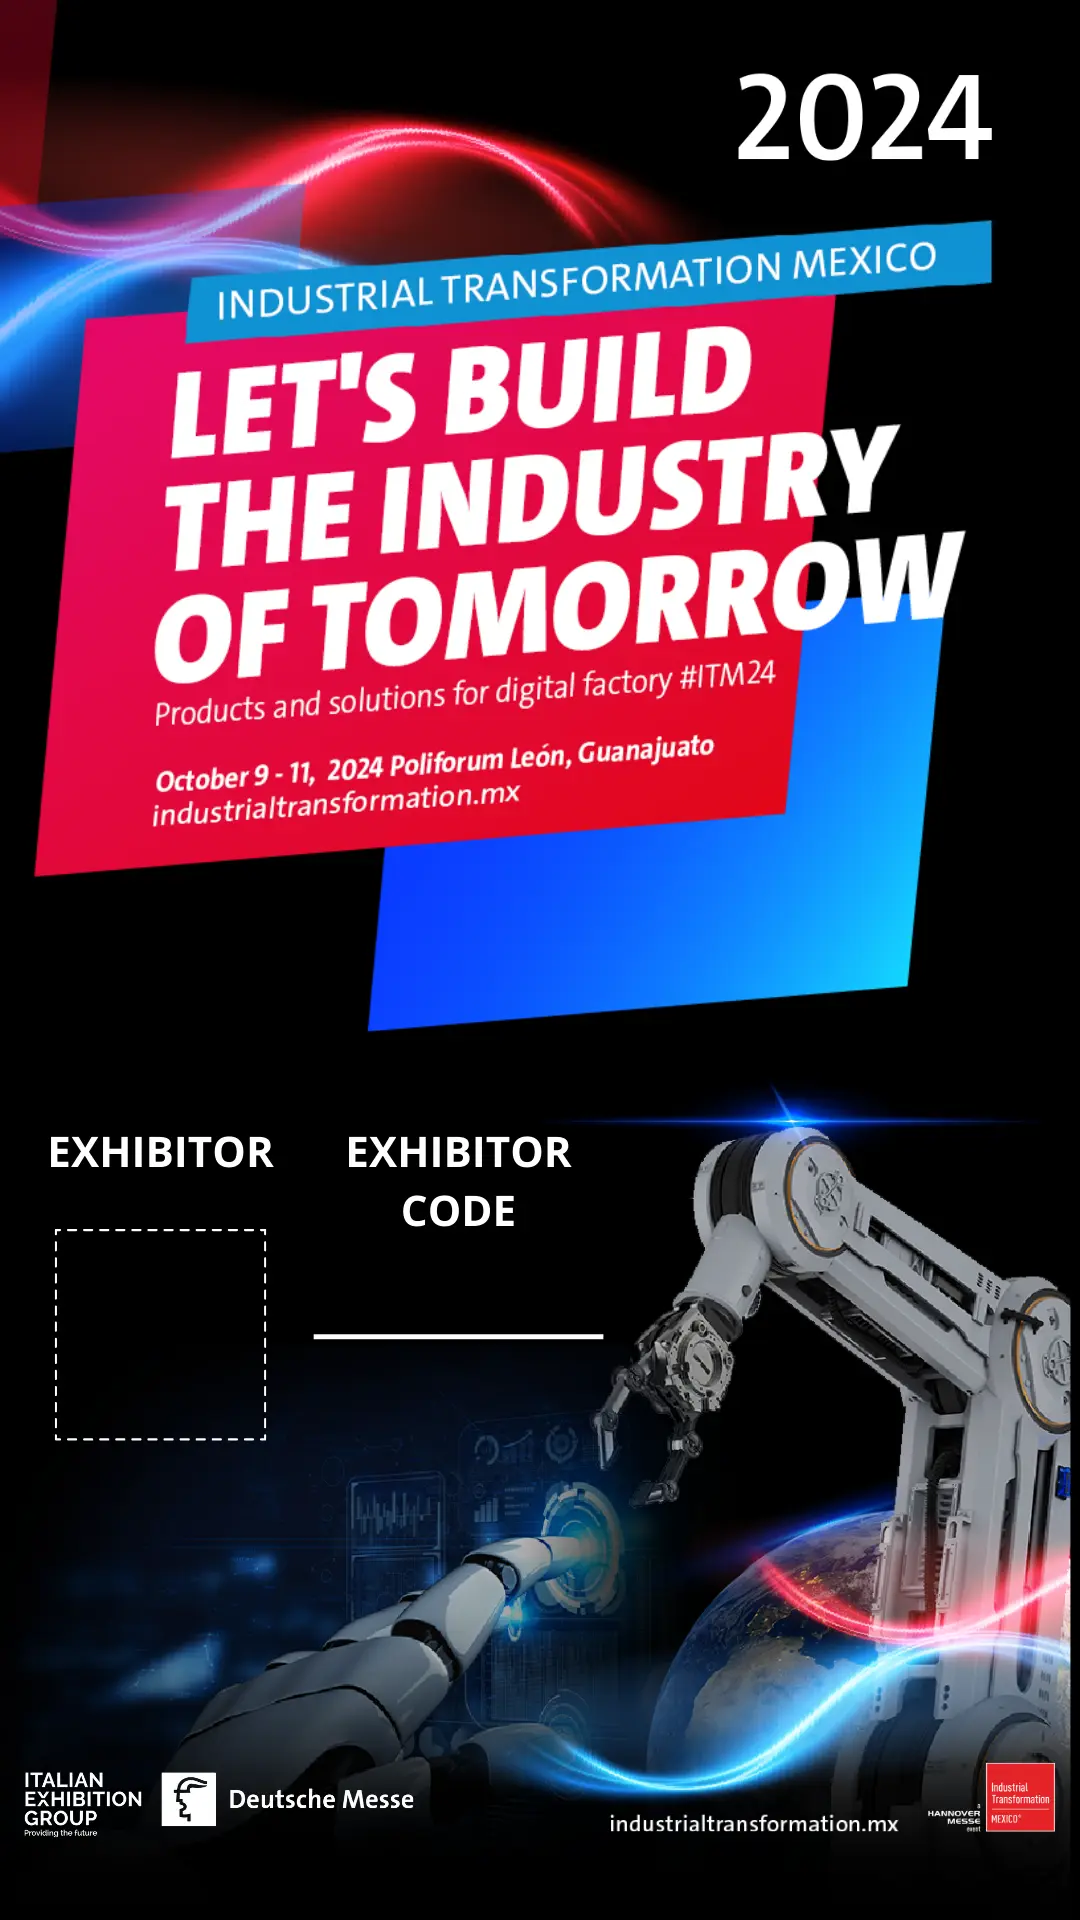 2024
INDUSTRIAL TRANSFORMATION MEXICO
LET'S BUILD
THE INDUSTRY
OF TOMORROW
Products and solutions for digital factory #ITM24
October 9 - 11, 2024 Poliforum León, Guanajuato
industrialtransformation.mx
EXHIBITOR
EXHIBITOR
CODE
ITALIAN
EXHIBITION
GROUP
Providing the future
Deutsche Messe
industrialtransformation.mx
a
HANNOVER
MESSE
event
Industrial
Transformation
MEXICO®